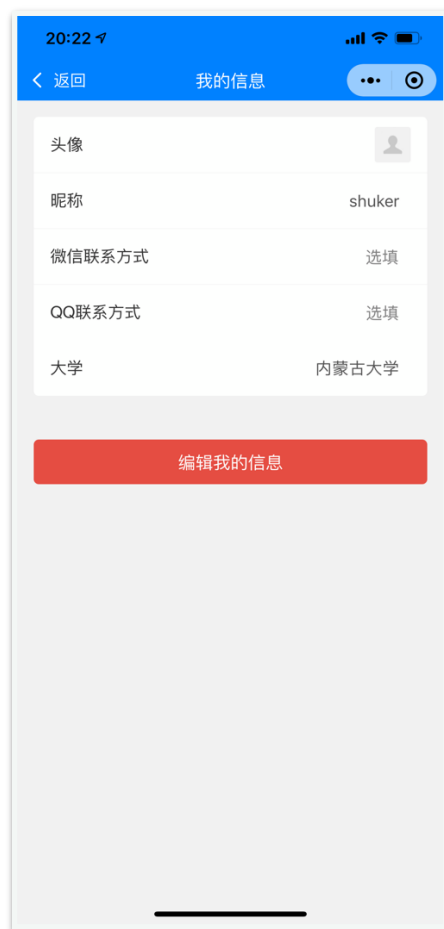 20:22
返回 我的信息
头像
昵称 shuker
微信联系方式 选填
QQ联系方式 选填
大学 内蒙古大学
编辑我的信息